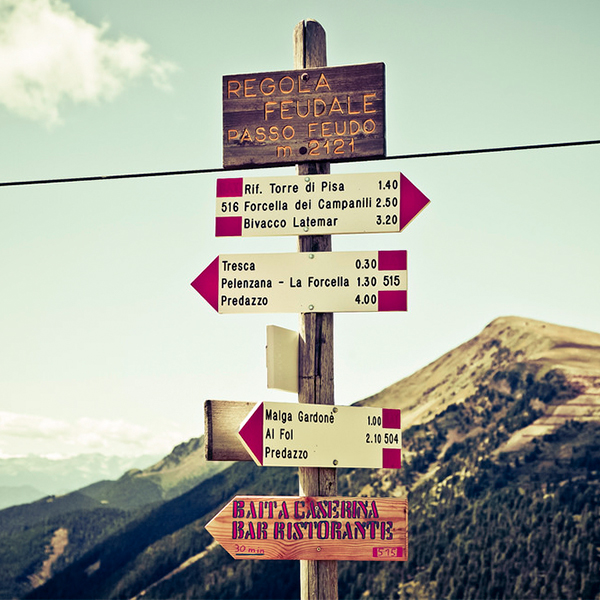 REGOLA
FEUDALE
PASSO FEUDO
m 2121
Rif. Torre di Pisa 1.40
516 Forcella dei Campanili 2.50
Bivacco Latemar 3.20
Tresca 0.30
Pelenzana - La Forcella 1.30 515
Predazzo 4.00
Malga Gardonè 1.00
Al Fol 2.10 504
Predazzo
BAITA CASERINA
BAR RISTORANTE
30 min 515